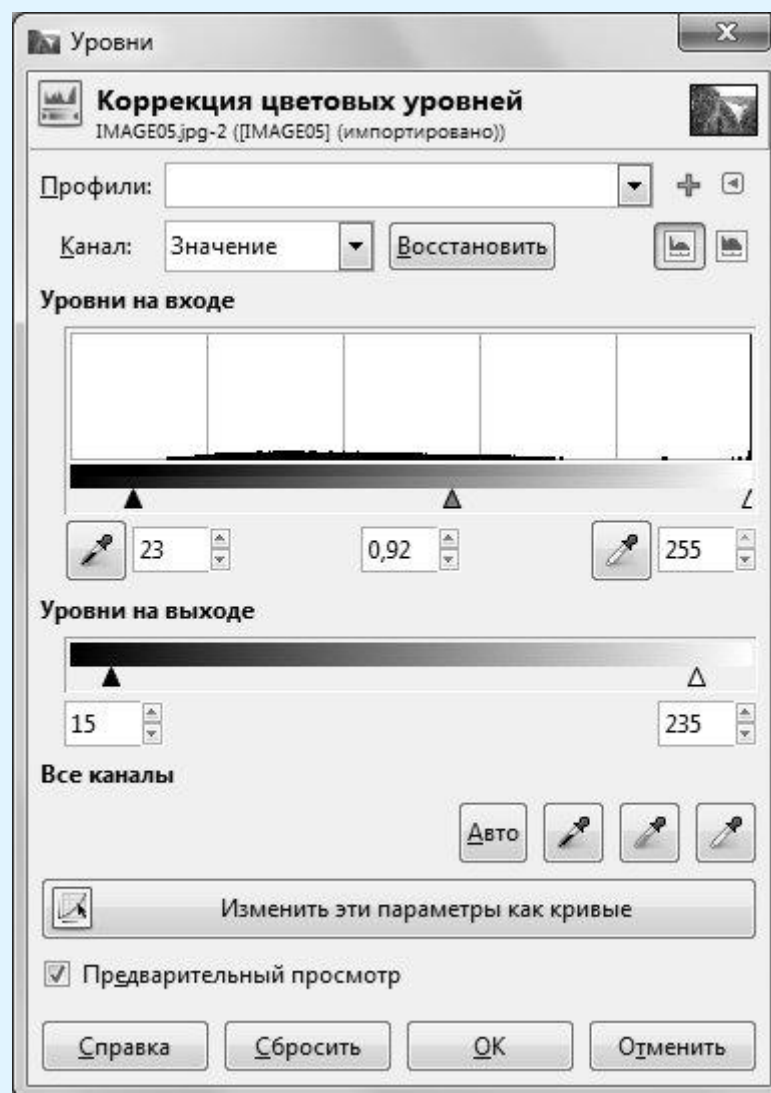 Уровни
Коррекция цветовых уровней
IMAGE05.jpg-2 ([IMAGE05] (импортировано))
Профили:
Канал: Значение Восстановить
Уровни на входе
23 0,92 255
Уровни на выходе
15 235
Все каналы
Авто
Изменить эти параметры как кривые
Предварительный просмотр
Справка Сбросить ОК Отменить